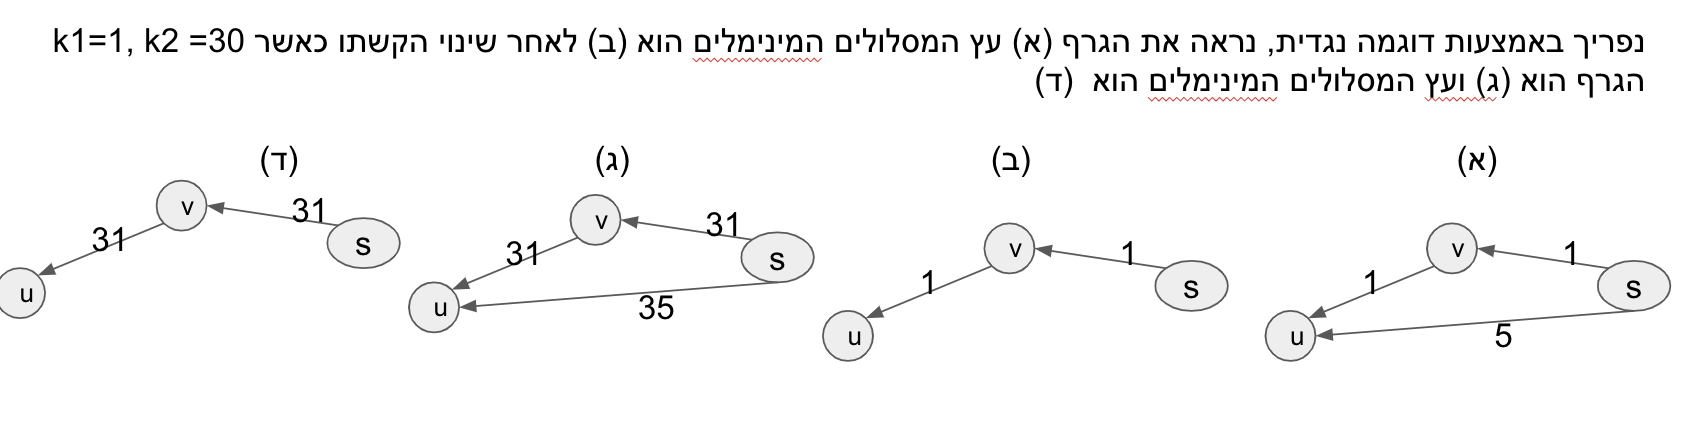 נפריך באמצעות דוגמה נגדית, נראה את הגרף (א) עץ המסלולים המינימלים הוא (ב) לאחר שינוי הקשתו כאשר k1=1, k2 =30
הגרף הוא (ג) ועץ המסלולים המינימלים הוא (ד)
(א)
v
1
s
1
u
5
(ב)
v
1
s
1
u
(ג)
v
31
s
31
u
35
(ד)
v
31
s
31
u